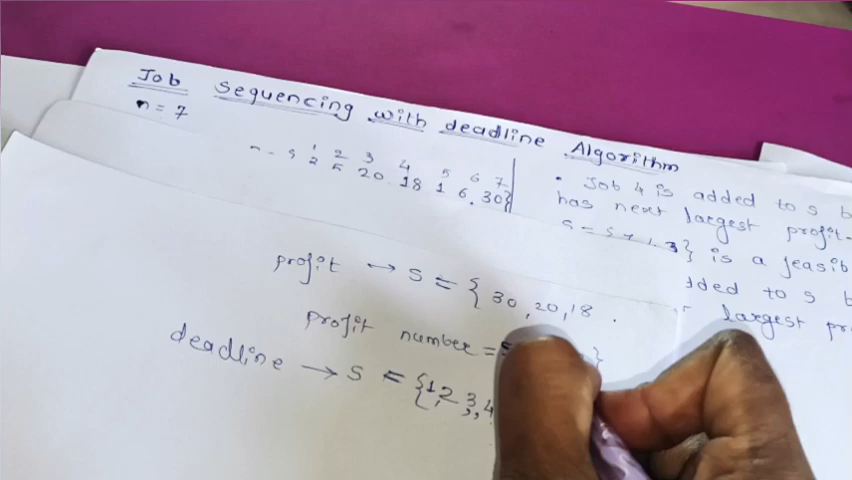 Job Sequencing with deadline Algorithm
n = 7
1 2 3 4 5 6 7
2 5 20 18 1 6. 30}
• Job 4 is added to s b
has next largest profit-
} is a feasib
dded to s b
largest pr
profit → S = { 30, 20, 18 .
profit number =
deadline → S = {1, 2, 3, 4